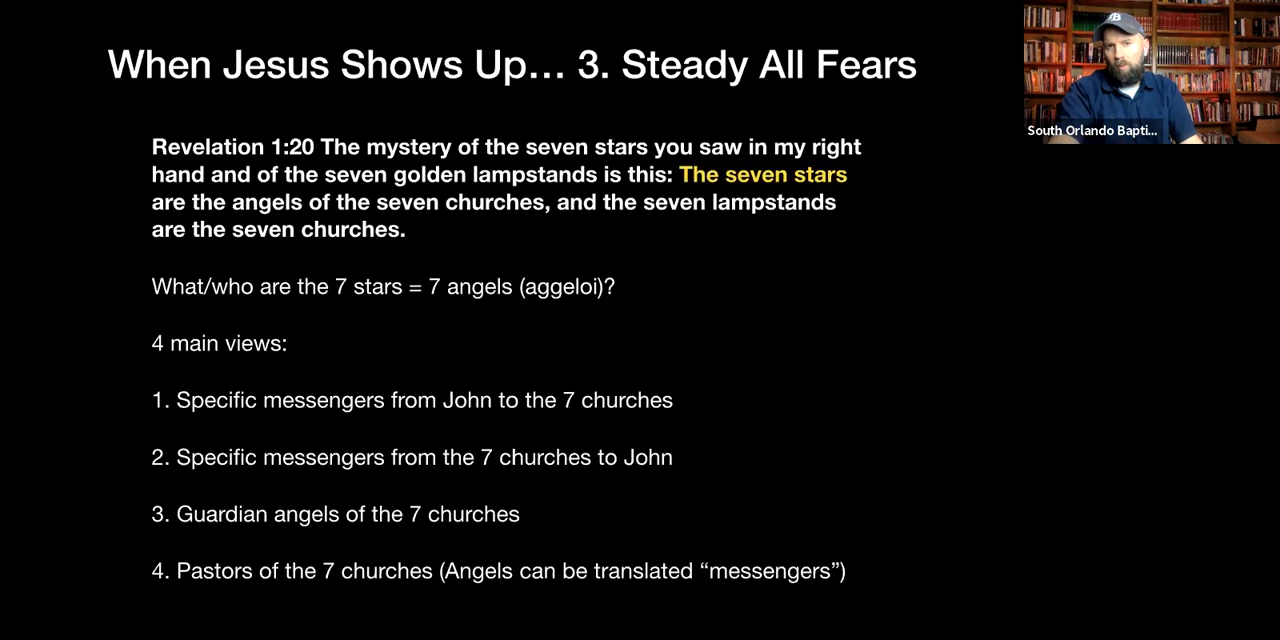 When Jesus Shows Up… 3. Steady All Fears
South Orlando Bapti...
Revelation 1:20 The mystery of the seven stars you saw in my right
hand and of the seven golden lampstands is this: The seven stars
are the angels of the seven churches, and the seven lampstands
are the seven churches.
What/who are the 7 stars = 7 angels (aggeloi)?
4 main views:
1. Specific messengers from John to the 7 churches
2. Specific messengers from the 7 churches to John
3. Guardian angels of the 7 churches
4. Pastors of the 7 churches (Angels can be translated “messengers”)